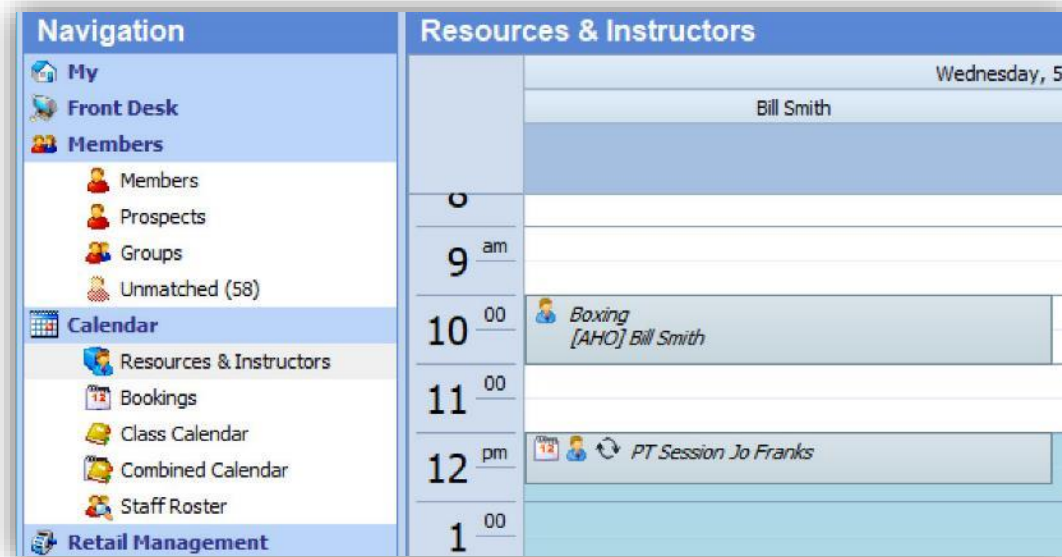 Navigation
My
Front Desk
Members
Members
Prospects
Groups
Unmatched (58)
Calendar
Resources & Instructors
Bookings
Class Calendar
Combined Calendar
Staff Roster
Retail Management
Resources & Instructors
Wednesday, 5
Bill Smith
8
9 am
10 00
Boxing
[AHO] Bill Smith
11 00
12 pm
12 PT Session Jo Franks
1 00